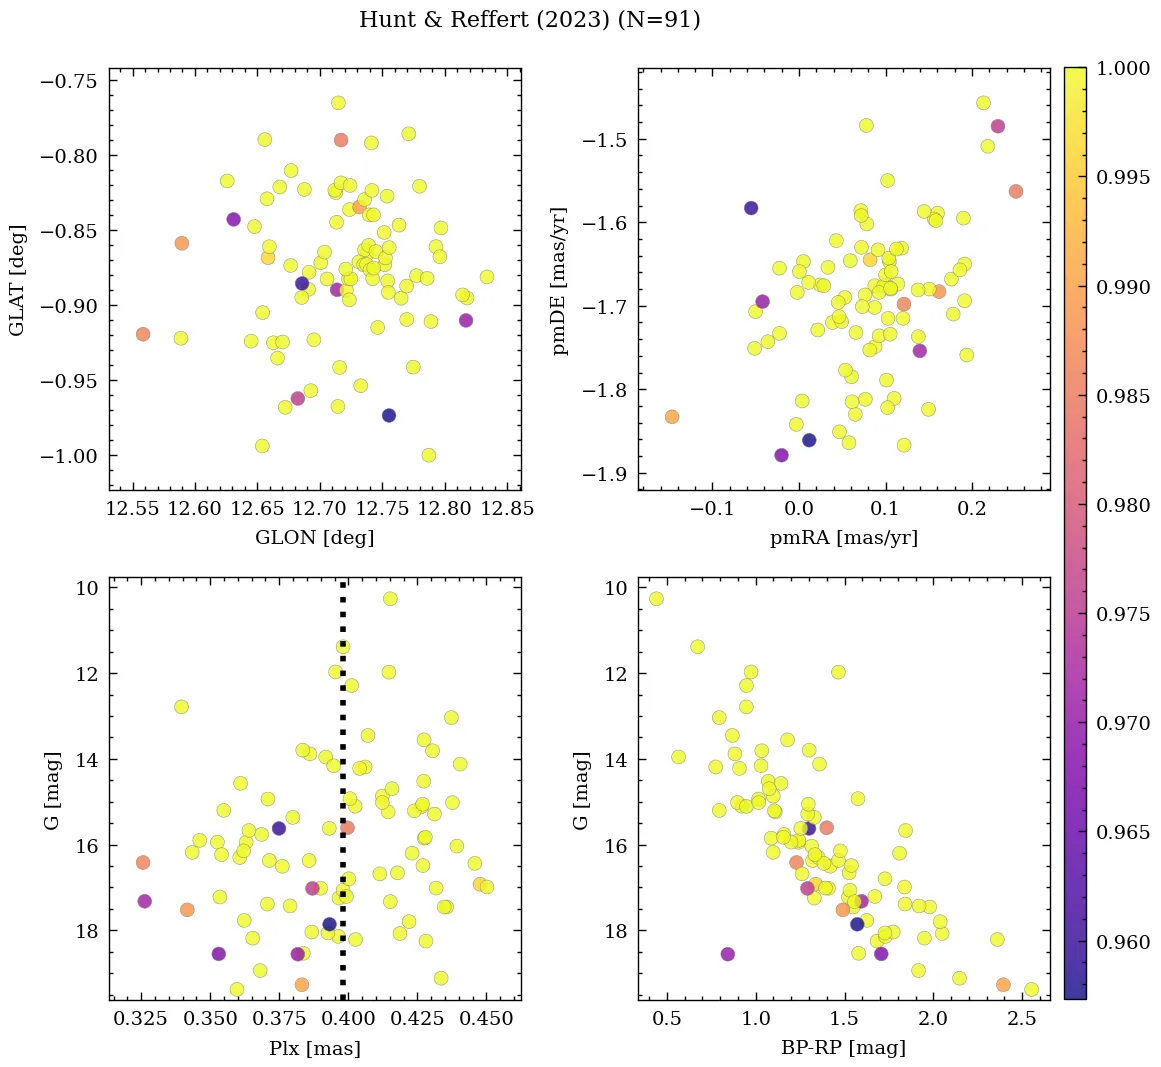 Hunt & Reffert (2023) (N=91)
−0.75
−0.80
−0.85
−0.90
−0.95
−1.00
GLAT [deg]
12.55 12.60 12.65 12.70 12.75 12.80 12.85
GLON [deg]
−1.5
−1.6
−1.7
−1.8
−1.9
pmDE [mas/yr]
−0.1 0.0 0.1 0.2
pmRA [mas/yr]
10
12
14
16
18
G [mag]
0.325 0.350 0.375 0.400 0.425 0.450
Plx [mas]
10
12
14
16
18
G [mag]
0.5 1.0 1.5 2.0 2.5
BP-RP [mag]
1.000
0.995
0.990
0.985
0.980
0.975
0.970
0.965
0.960